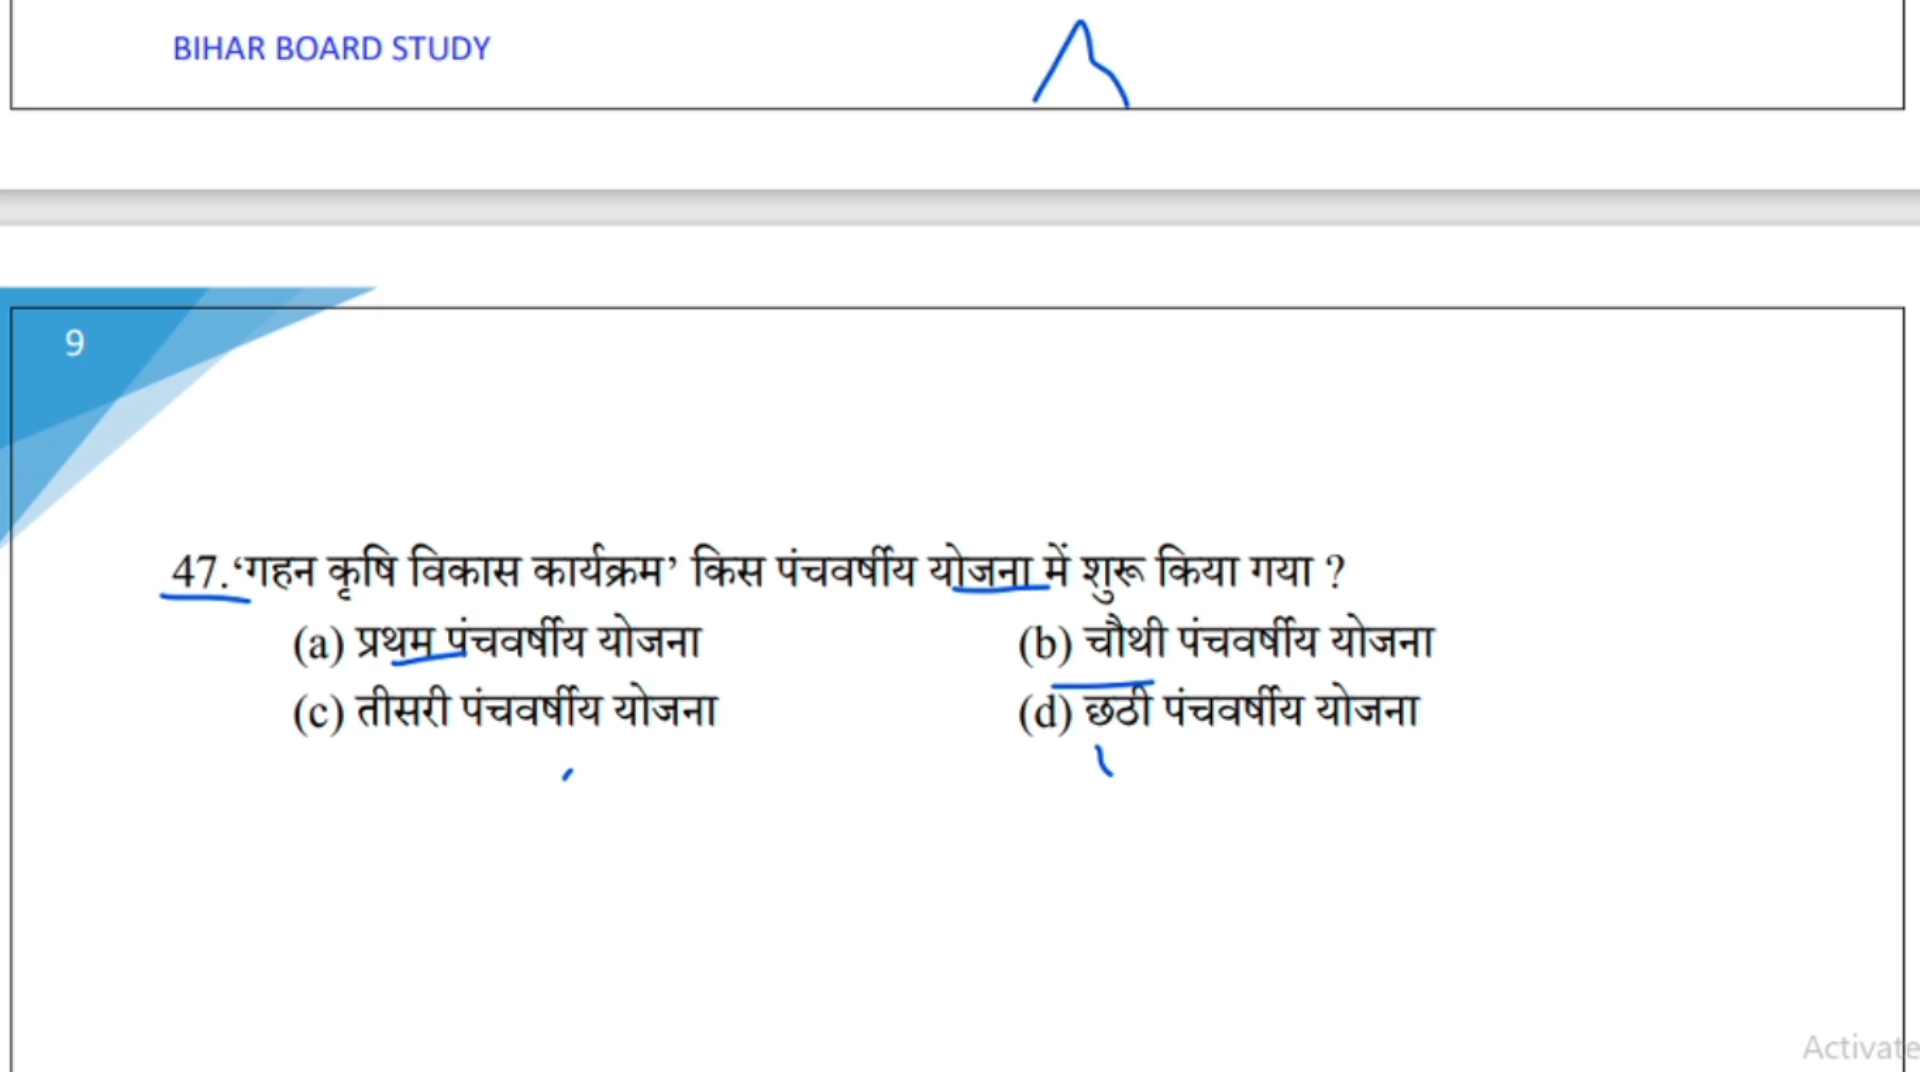 BIHAR BOARD STUDY
9
47.‘गहन कृषि विकास कार्यक्रम’ किस पंचवर्षीय योजना में शुरू किया गया ?
(a) प्रथम पंचवर्षीय योजना (b) चौथी पंचवर्षीय योजना
(c) तीसरी पंचवर्षीय योजना (d) छठी पंचवर्षीय योजना
Activate